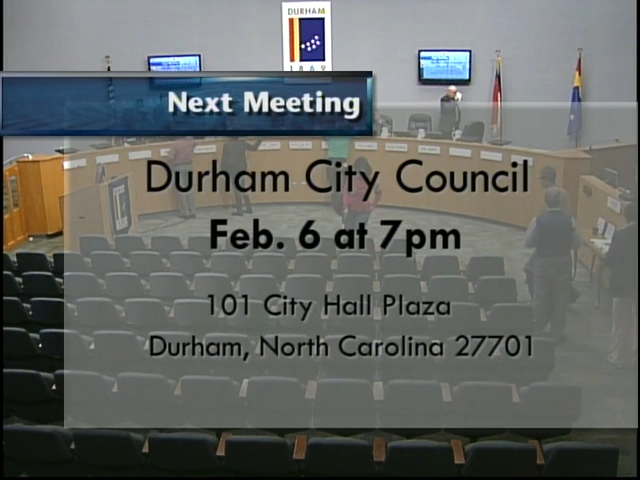 DURHAM
1869
Next Meeting
Durham City Council
Feb. 6 at 7pm
101 City Hall Plaza
Durham, North Carolina 27701